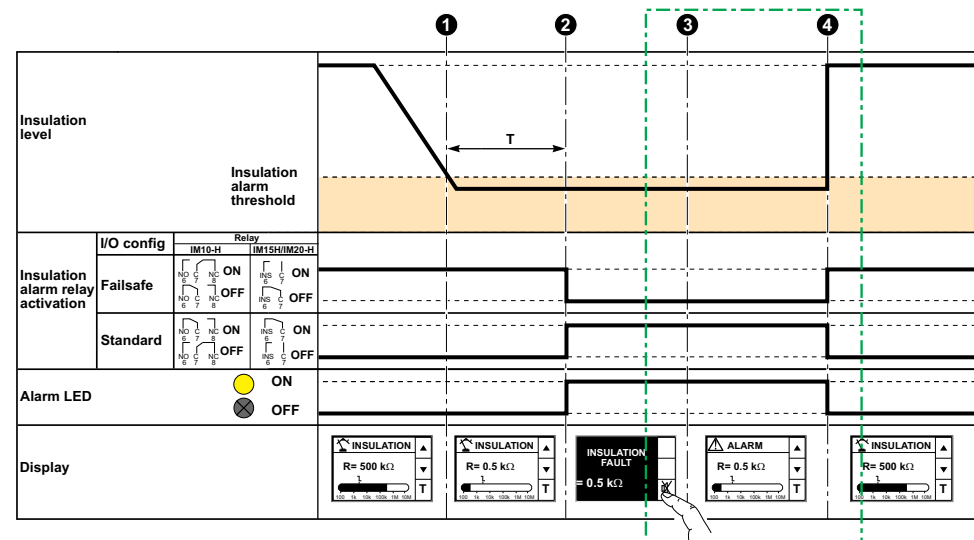 1 2 3 4
Insulation
level
T
Insulation
alarm
threshold
I/O config
Relay
IM10-H
IM15H/IM20-H
Insulation
alarm relay
activation
Failsafe
NO C NC ON
6 7 8
INS C ON
6 7
NO C NC OFF
6 7 8
INS C OFF
6 7
Standard
NO C NC ON
6 7 8
INS C ON
6 7
NO C NC OFF
6 7 8
INS C OFF
6 7
Alarm LED
ON
OFF
Display
INSULATION
R= 500 kΩ
100 1k 10k 100k 1M 10M
T
INSULATION
R= 0.5 kΩ
100 1k 10k 100k 1M 10M
T
INSULATION
FAULT
= 0.5 kΩ
ALARM
R= 0.5 kΩ
100 1k 10k 100k 1M 10M
T
INSULATION
R= 500 kΩ
100 1k 10k 100k 1M 10M
T